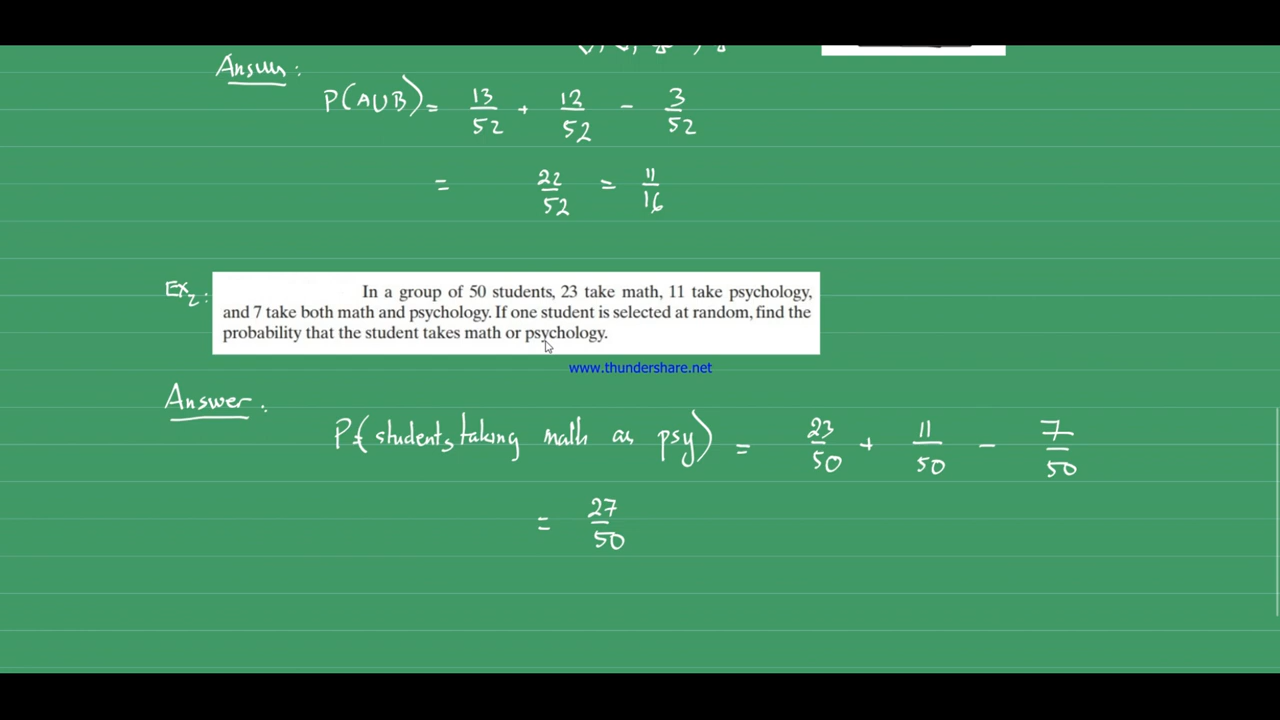 Answer:
P(AUB) = 13/52 + 12/52 - 3/52
= 22/52 = 11/16
Ex2: In a group of 50 students, 23 take math, 11 take psychology,
and 7 take both math and psychology. If one student is selected at random, find the
probability that the student takes math or psychology.
www.thundershare.net
Answer:
P(students taking math or psy) = 23/50 + 11/50 - 7/50
= 27/50